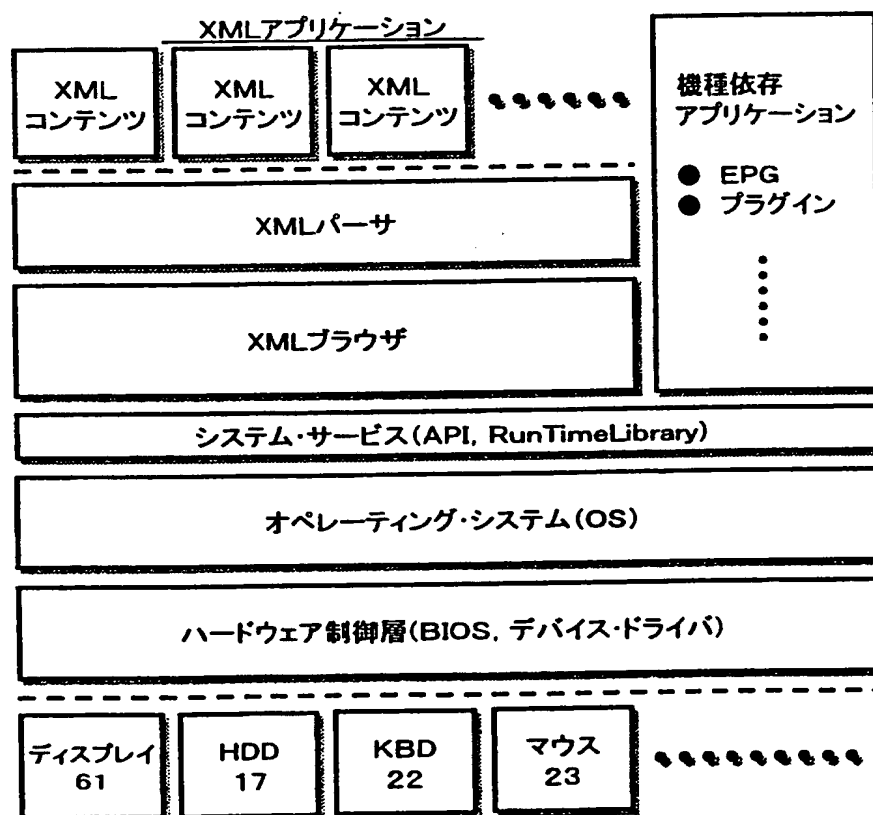 XMLアプリケーション
XML
コンテンツ
XML
コンテンツ
XML
コンテンツ
機種依存
アプリケーション
● EPG
● プラグイン
XMLパーサ
XMLブラウザ
システム・サービス(API, RunTimeLibrary)
オペレーティング・システム(OS)
ハードウェア制御層(BIOS, デバイス・ドライバ)
ディスプレイ
61
HDD
17
KBD
22
マウス
23